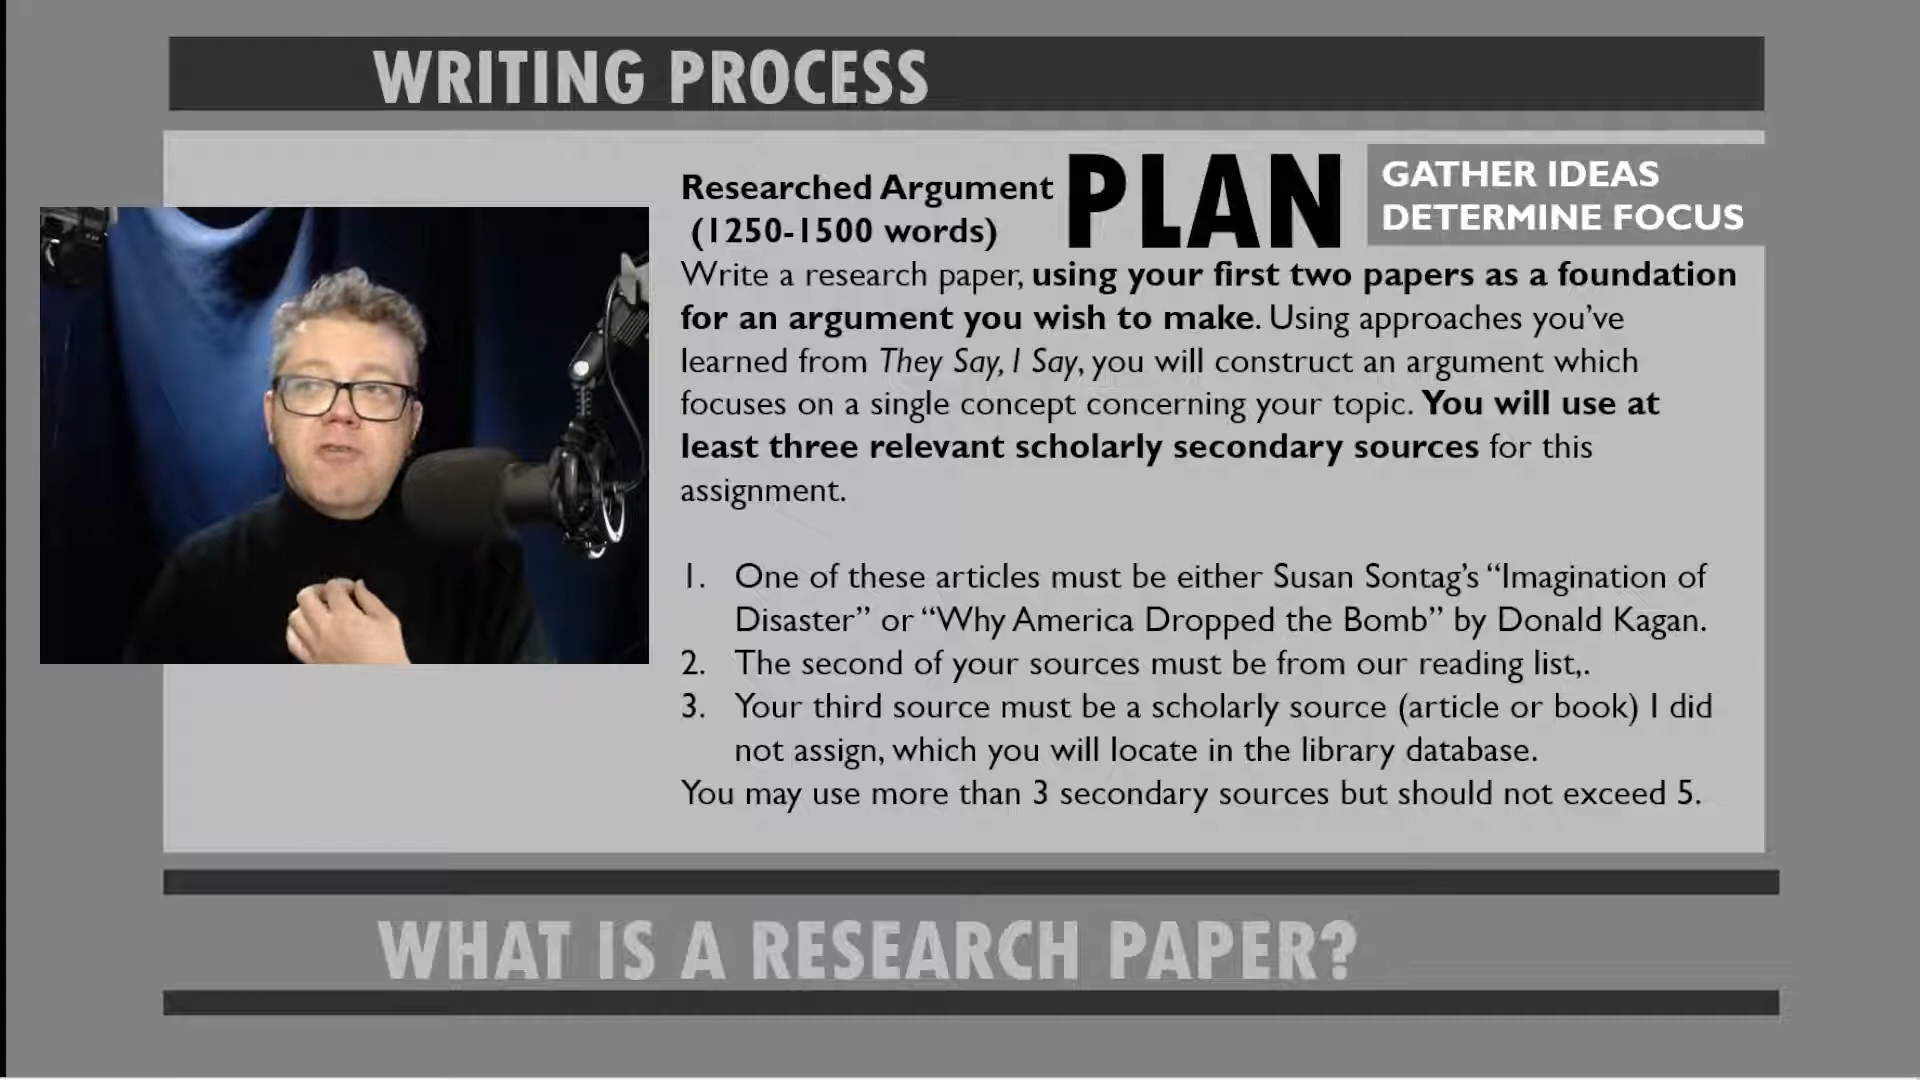 WRITING PROCESS
Researched Argument
(1250-1500 words)
PLAN
GATHER IDEAS
DETERMINE FOCUS
Write a research paper, using your first two papers as a foundation
for an argument you wish to make. Using approaches you’ve
learned from They Say, I Say, you will construct an argument which
focuses on a single concept concerning your topic. You will use at
least three relevant scholarly secondary sources for this
assignment.
1. One of these articles must be either Susan Sontag’s “Imagination of
Disaster” or “Why America Dropped the Bomb” by Donald Kagan.
2. The second of your sources must be from our reading list,.
3. Your third source must be a scholarly source (article or book) I did
not assign, which you will locate in the library database.
You may use more than 3 secondary sources but should not exceed 5.
WHAT IS A RESEARCH PAPER?